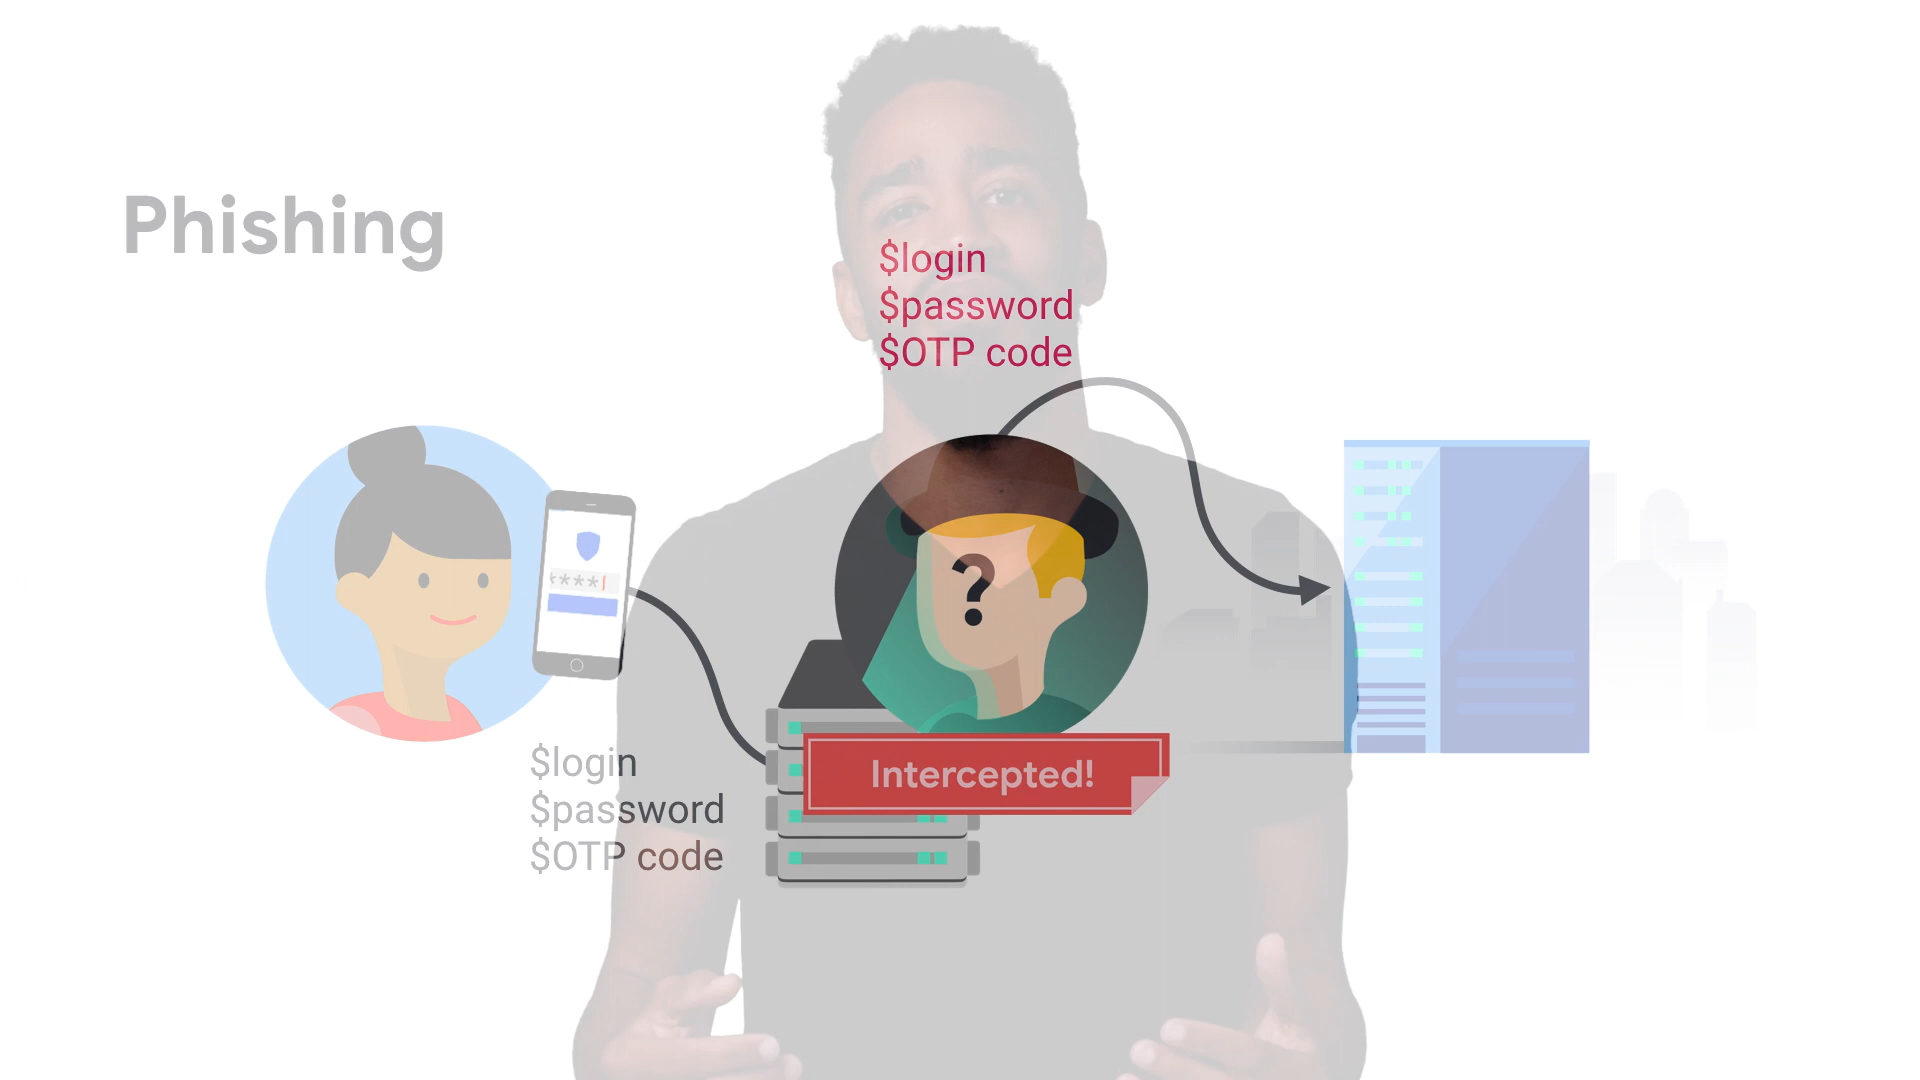 Phishing
$login
$password
$OTP code
?
****|
Intercepted!
$login
$password
$OTP code